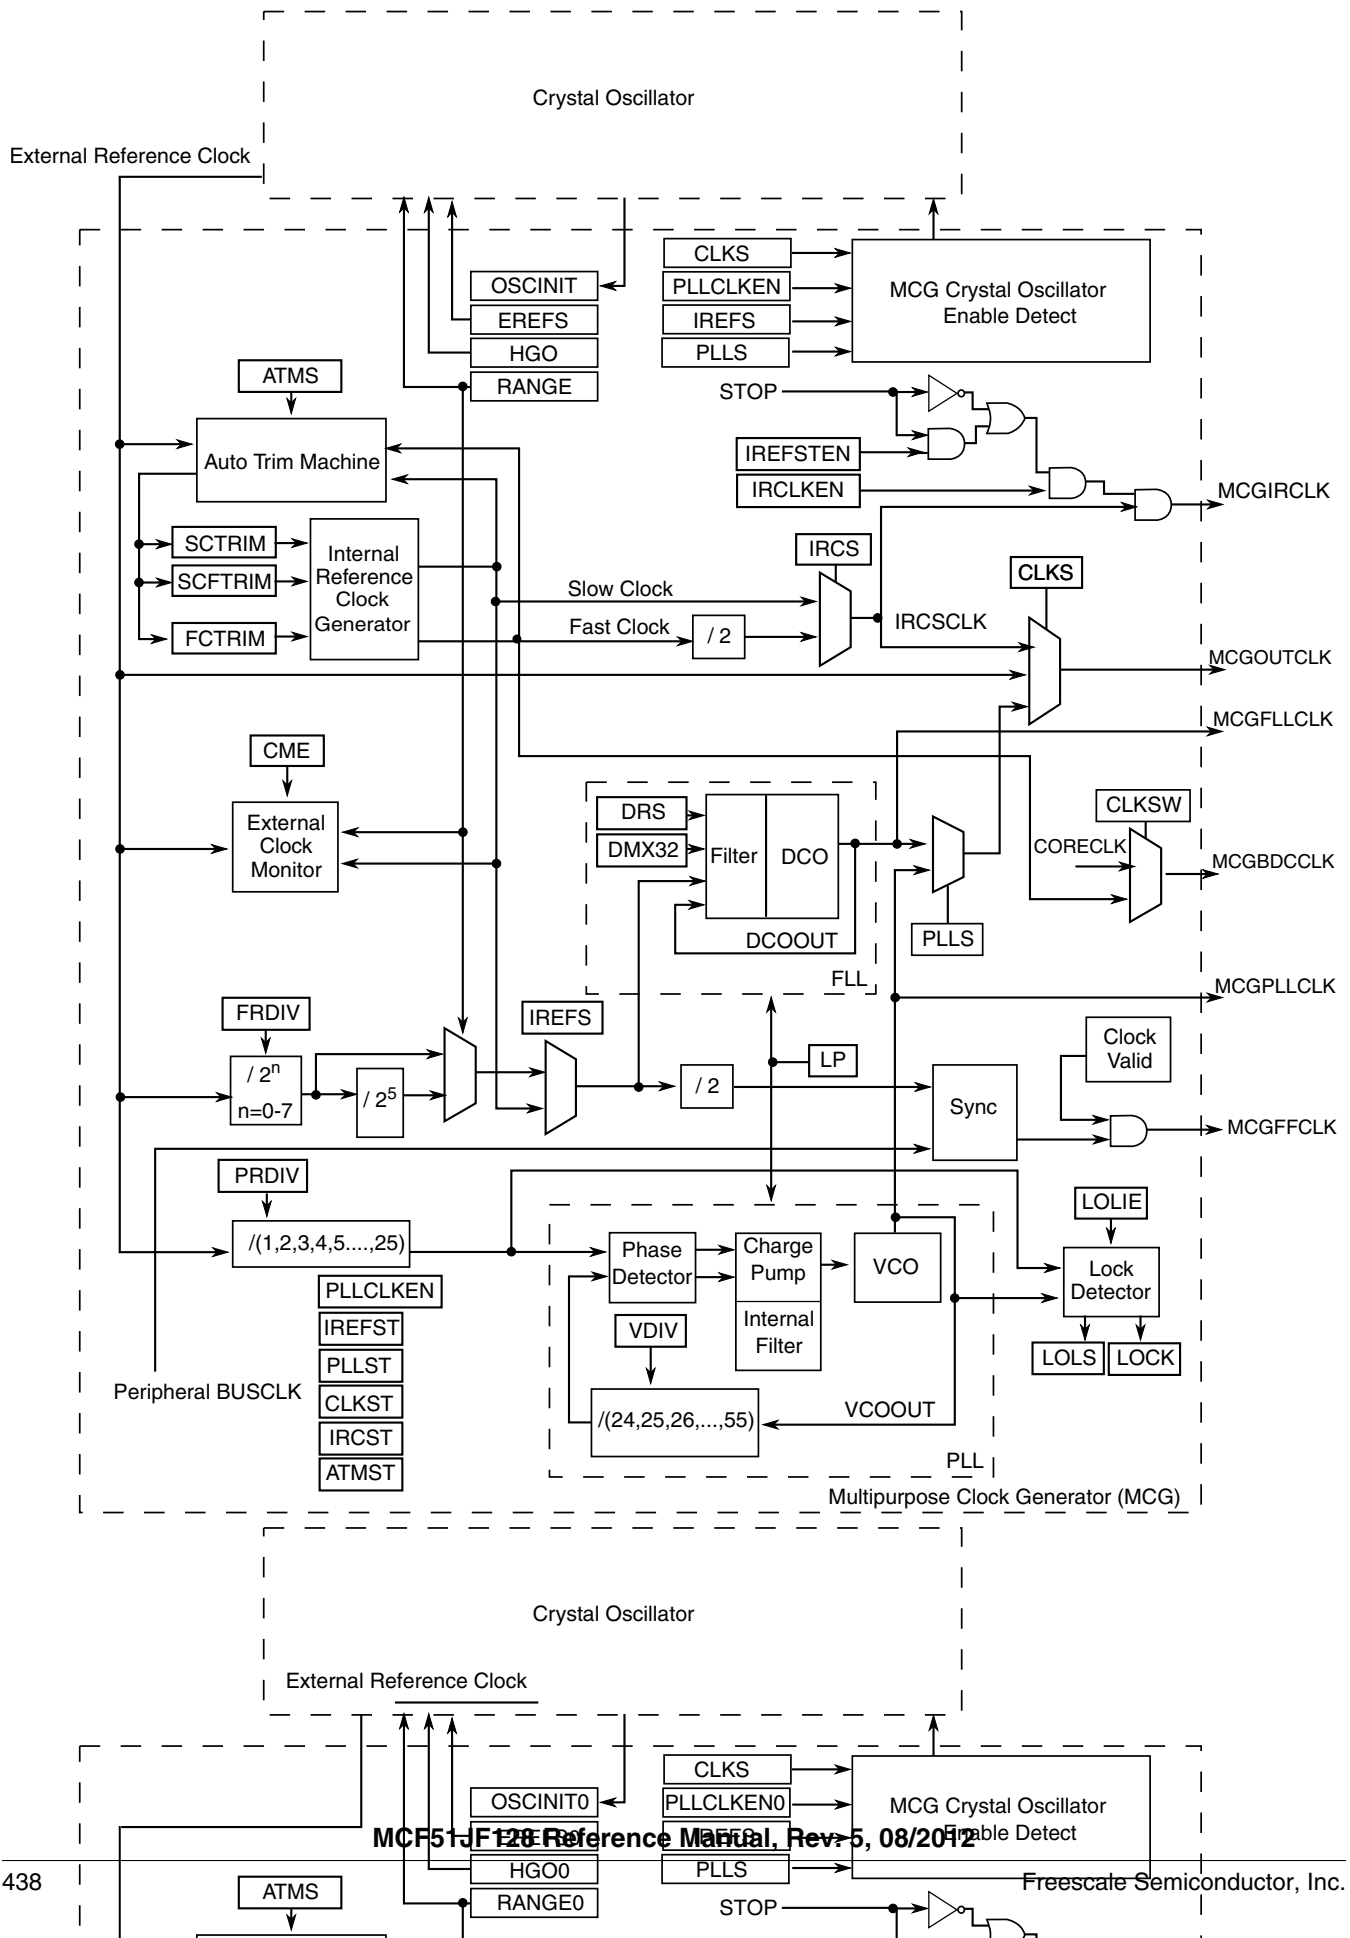 Crystal Oscillator
External Reference Clock
CLKS
OSCINIT
PLLCLKEN
MCG Crystal Oscillator
Enable Detect
EREFS
IREFS
HGO
PLLS
ATMS
RANGE
STOP
Auto Trim Machine
IREFSTEN
IRCLKEN
MCGIRCLK
SCTRIM
Internal
Reference
Clock
Generator
IRCS
SCFTRIM
CLKS
Slow Clock
FCTRIM
Fast Clock
/ 2
IRCSCLK
MCGOUTCLK
MCGFLLCLK
CME
External
Clock
Monitor
DRS
DMX32
Filter
DCO
CLKSW
CORECLK
MCGBDCCLK
DCOOUT
PLLS
FLL
MCGPLLCLK
FRDIV
IREFS
Clock
Valid
/ 2n
n=0-7
/ 25
/ 2
LP
Sync
MCGFFCLK
PRDIV
LOLIE
/(1,2,3,4,5....,25)
Phase
Detector
Charge
Pump
VCO
Lock
Detector
PLLCLKEN
Internal
Filter
IREFST
VDIV
PLLST
LOLS
LOCK
Peripheral BUSCLK
CLKST
/(24,25,26,...,55)
VCOOUT
IRCST
ATMST
PLL
Multipurpose Clock Generator (MCG)
Crystal Oscillator
External Reference Clock
CLKS
OSCINIT0
PLLCLKEN0
MCG Crystal Oscillator
Enable Detect
EREFS0
IREFS
MCF51JF128 Reference Manual, Rev. 5, 08/2012
HGO0
PLLS
438
Freescale Semiconductor, Inc.
ATMS
RANGE0
STOP